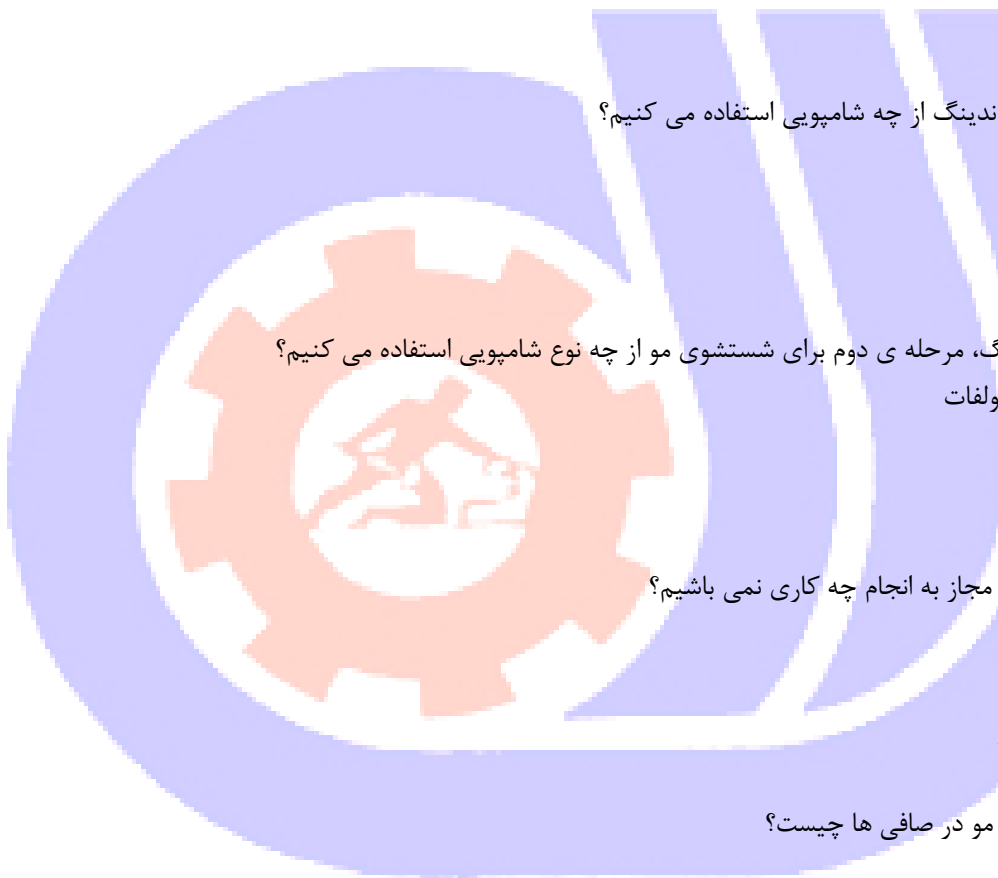 اندینگ از چه شامپویی استفاده می کنیم؟
گ، مرحله ی دوم برای شستشوی مو از چه نوع شامپویی استفاده می کنیم؟
ولفات
مجاز به انجام چه کاری نمی باشیم؟
مو در صافی ها چیست؟